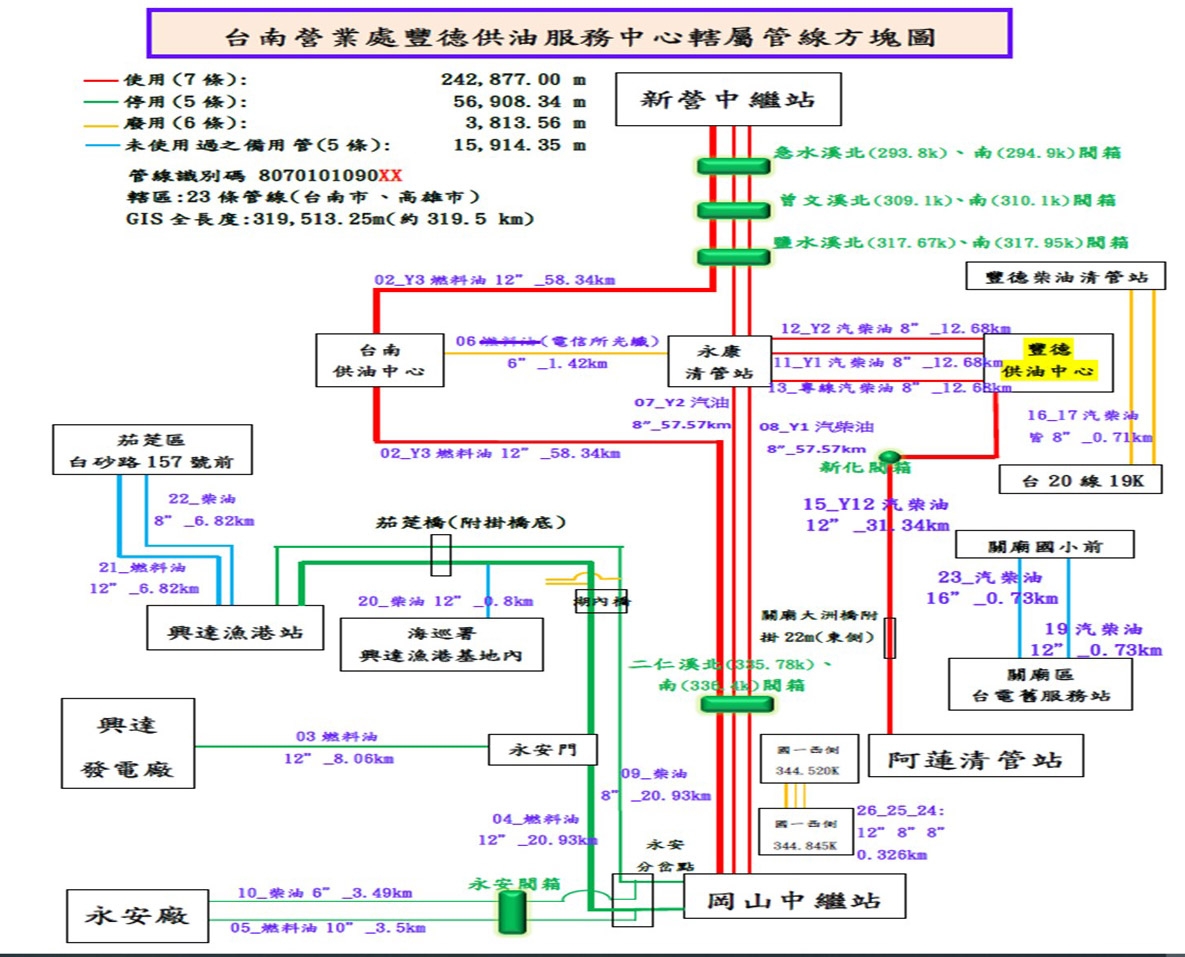 台南營業處豐德供油服務中心轄屬管線方塊圖
使用(7 條): 242,877.00 m
停用(5 條): 56,908.34 m
廢用(6 條): 3,813.56 m
未使用過之備用管(5 條): 15,914.35 m
管線識別碼 8070101090XX
轄區:23 條管線(台南市、高雄市)
GIS 全長度:319,513.25m(約 319.5 km)
新營中繼站
急水溪北(293.8k)、南(294.9k)閥箱
曾文溪北(309.1k)、南(310.1k)閥箱
鹽水溪北(317.67k)、南(317.95k)閥箱
02_Y3 燃料油 12” _58.34km
豐德柴油清管站
台南
供油中心
06 燃料油(電信所光纖)
6” _1.42km
永康
清管站
12_Y2 汽柴油 8” _12.68km
11_Y1 汽柴油 8” _12.68km
13_專線汽柴油 8” _12.68km
豐德
供油中心
07_Y2 汽油
8”_57.57km
08_Y1 汽柴油
8”_57.57km
16_17 汽柴油
皆 8” _0.71km
02_Y3 燃料油 12” _58.34km
新化閥箱
台 20 線 19K
茄萣區
白砂路 157 號前
22_柴油
8” _6.82km
21_燃料油
12” _6.82km
茄萣橋(附掛橋底)
15_Y12 汽柴油
12” _31.34km
關廟國小前
23_汽柴油
16” _0.73km
19 汽柴油
12” _0.73km
20_柴油 12” _0.8km
湖內橋
興達漁港站
海巡署
興達漁港基地內
關廟大洲橋附
掛 22m(東側)
二仁溪北(335.78k)、
南(336.4k)閥箱
關廟區
台電舊服務站
興達
發電廠
03 燃料油
12” _8.06km
永安門
國一西側
344.520K
阿蓮清管站
09_柴油
8” _20.93km
04_燃料油
12” _20.93km
國一西側
344.845K
26_25_24:
12” 8” 8”
0.326km
永安
分岔點
永安廠
10_柴油 6” _3.49km
05_燃料油 10” _3.5km
永安閥箱
岡山中繼站